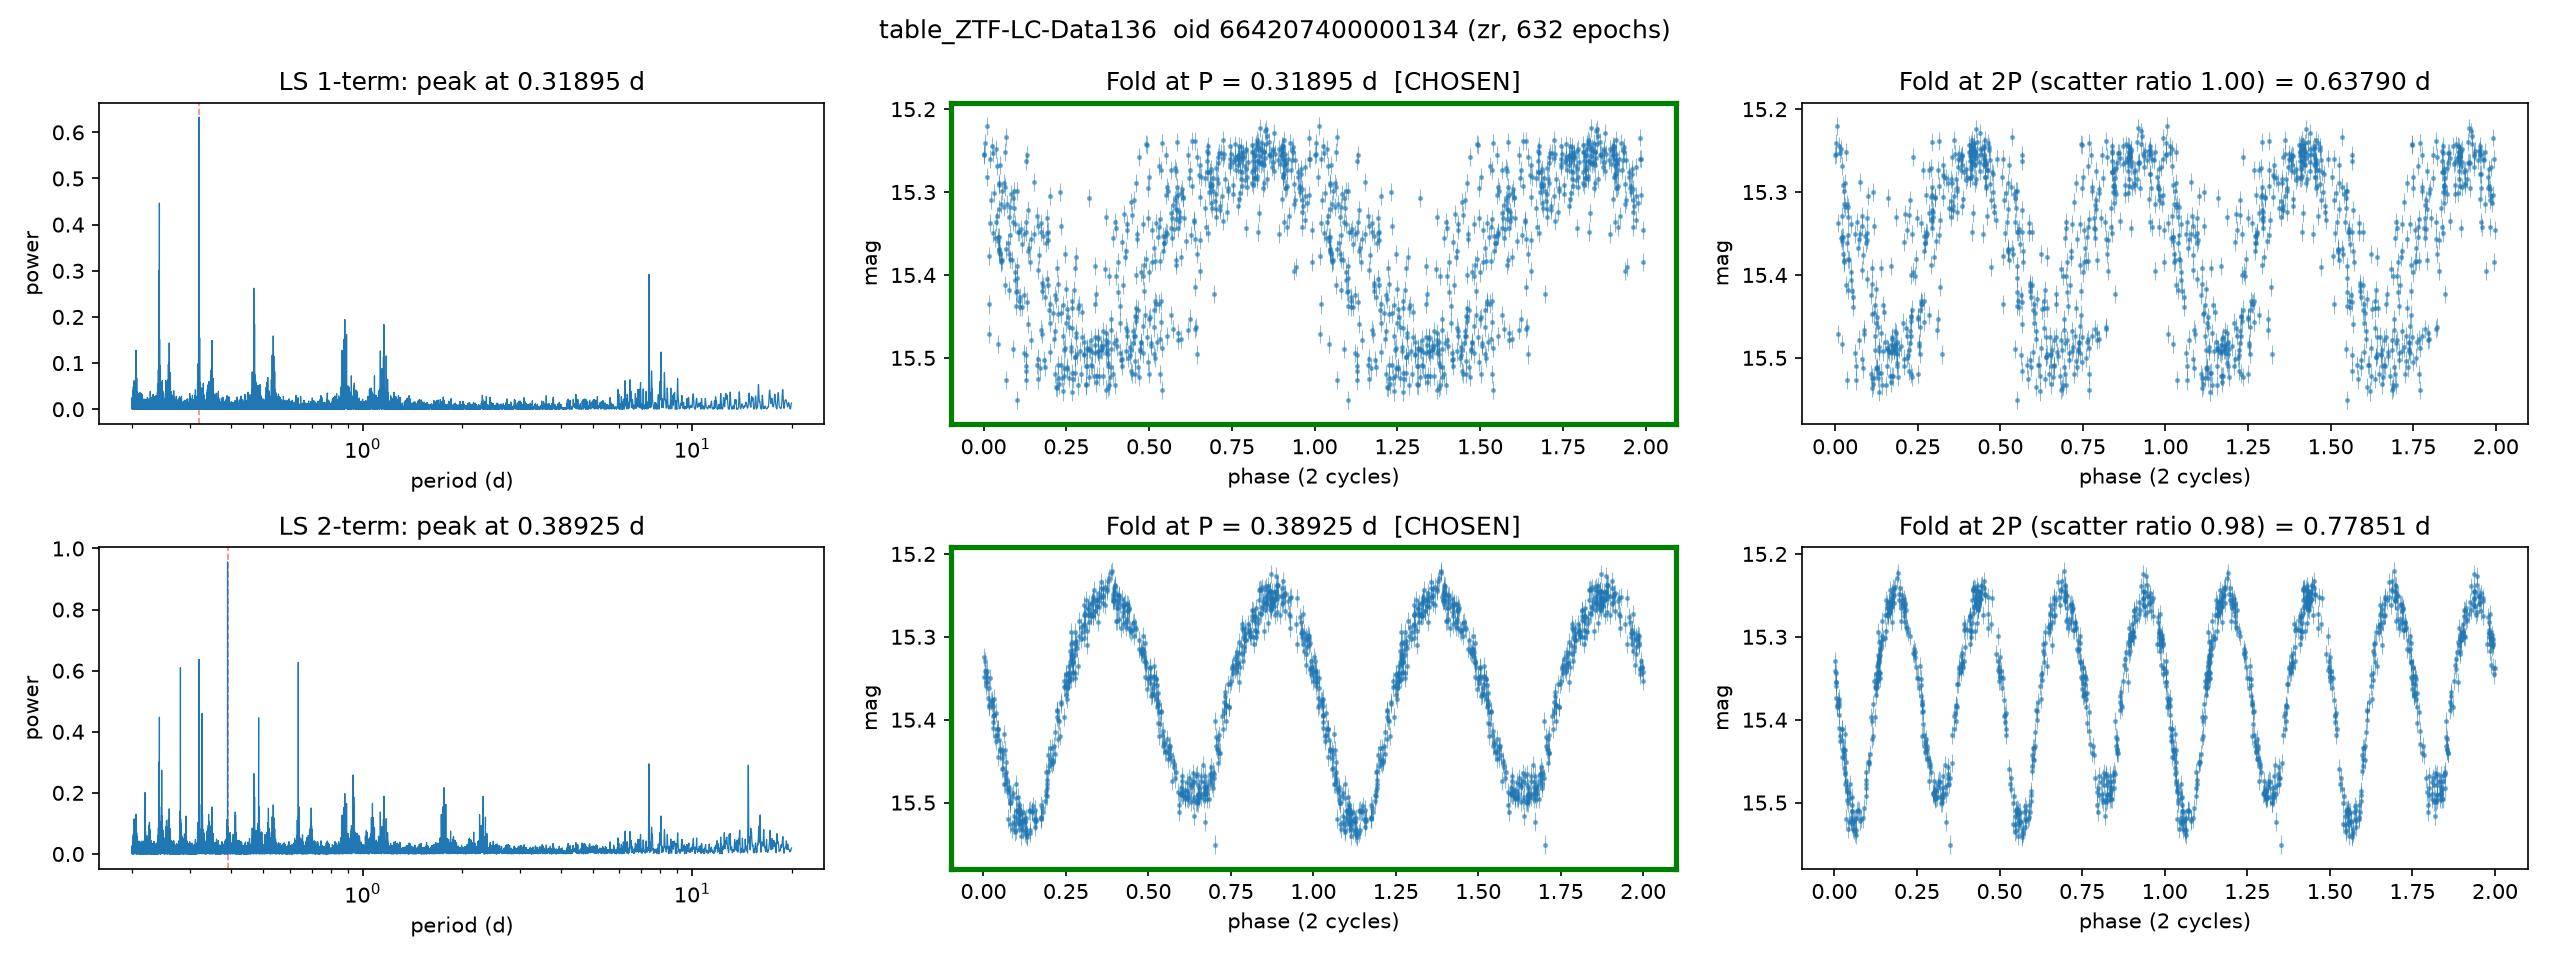 table_ZTF-LC-Data136  oid 664207400000134 (zr, 632 epochs)
LS 1-term: peak at 0.31895 d
power
0.6
0.5
0.4
0.3
0.2
0.1
0.0
10⁰
10¹
period (d)
Fold at P = 0.31895 d  [CHOSEN]
mag
15.2
15.3
15.4
15.5
0.00 0.25 0.50 0.75 1.00 1.25 1.50 1.75 2.00
phase (2 cycles)
Fold at 2P (scatter ratio 1.00) = 0.63790 d
mag
15.2
15.3
15.4
15.5
0.00 0.25 0.50 0.75 1.00 1.25 1.50 1.75 2.00
phase (2 cycles)
LS 2-term: peak at 0.38925 d
power
1.0
0.8
0.6
0.4
0.2
0.0
10⁰
10¹
period (d)
Fold at P = 0.38925 d  [CHOSEN]
mag
15.2
15.3
15.4
15.5
0.00 0.25 0.50 0.75 1.00 1.25 1.50 1.75 2.00
phase (2 cycles)
Fold at 2P (scatter ratio 0.98) = 0.77851 d
mag
15.2
15.3
15.4
15.5
0.00 0.25 0.50 0.75 1.00 1.25 1.50 1.75 2.00
phase (2 cycles)